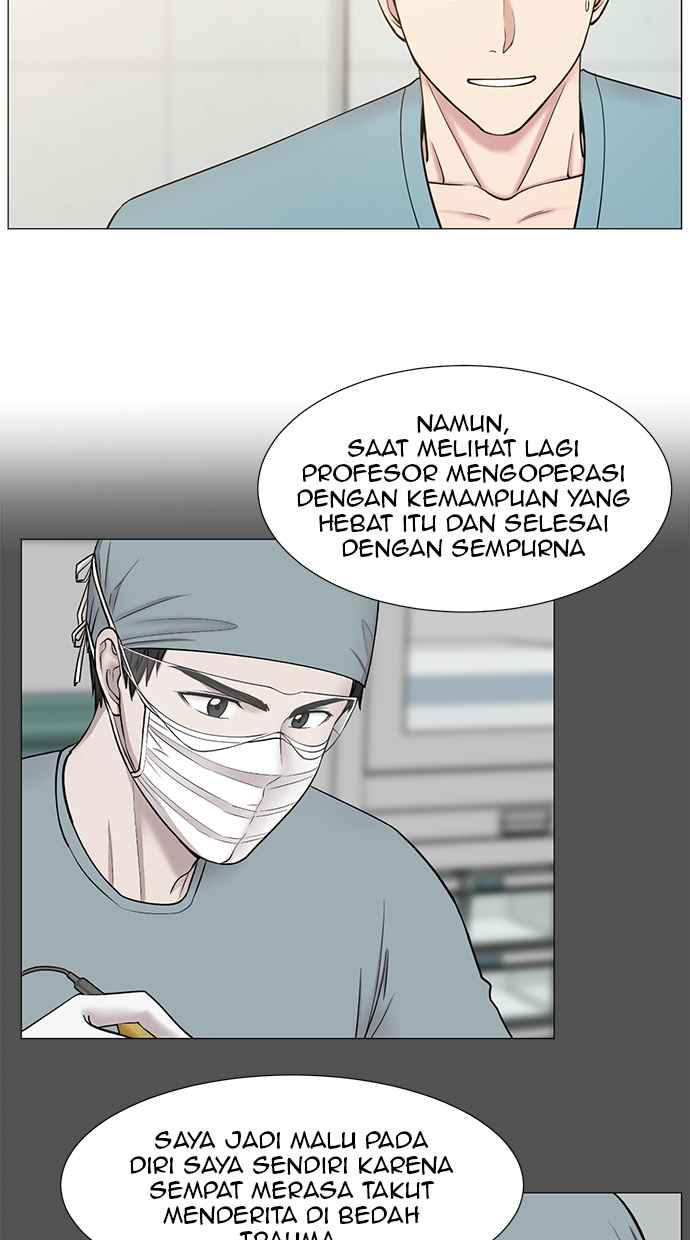 NAMUN,
SAAT MELIHAT LAGI
PROFESOR MENGOPERASI
DENGAN KEMAMPUAN YANG
HEBAT ITU DAN SELESAI
DENGAN SEMPURNA
SAYA JADI MALU PADA
DIRI SAYA SENDIRI KARENA
SEMPAT MERASA TAKUT
MENDERITA DI BEDAH
TRAUMA